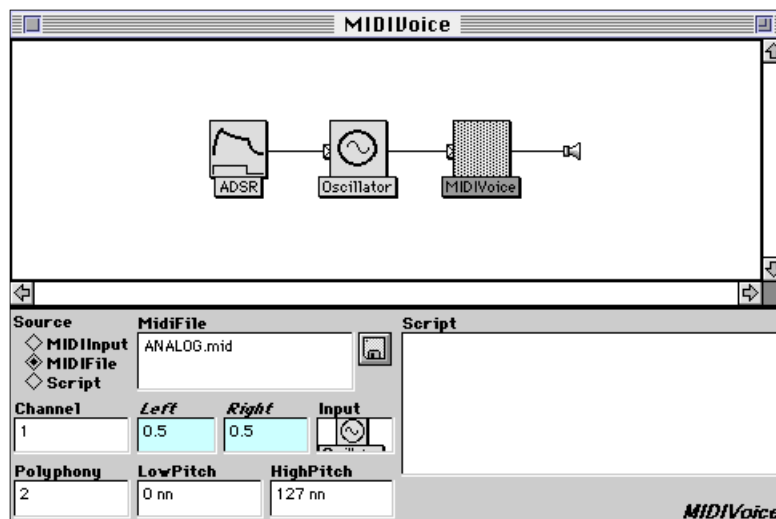 MIDIVoice
ADSR
Oscillator
MIDIVoice
Source
MidiFile
Script
MIDIInput
MIDIFile
Script
ANALOG.mid
Channel
Left
Right
Input
1
0.5
0.5
Polyphony
LowPitch
HighPitch
2
0 nn
127 nn
MIDIVoice